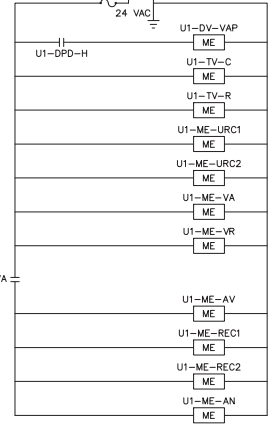 24 VAC
U1-DV-VAP
ME
U1-DPD-H
U1-TV-C
ME
U1-TV-R
ME
U1-ME-URC1
ME
U1-ME-URC2
ME
U1-ME-VA
ME
U1-ME-VR
ME
U1-ME-AV
ME
U1-ME-REC1
ME
U1-ME-REC2
ME
U1-ME-AN
ME